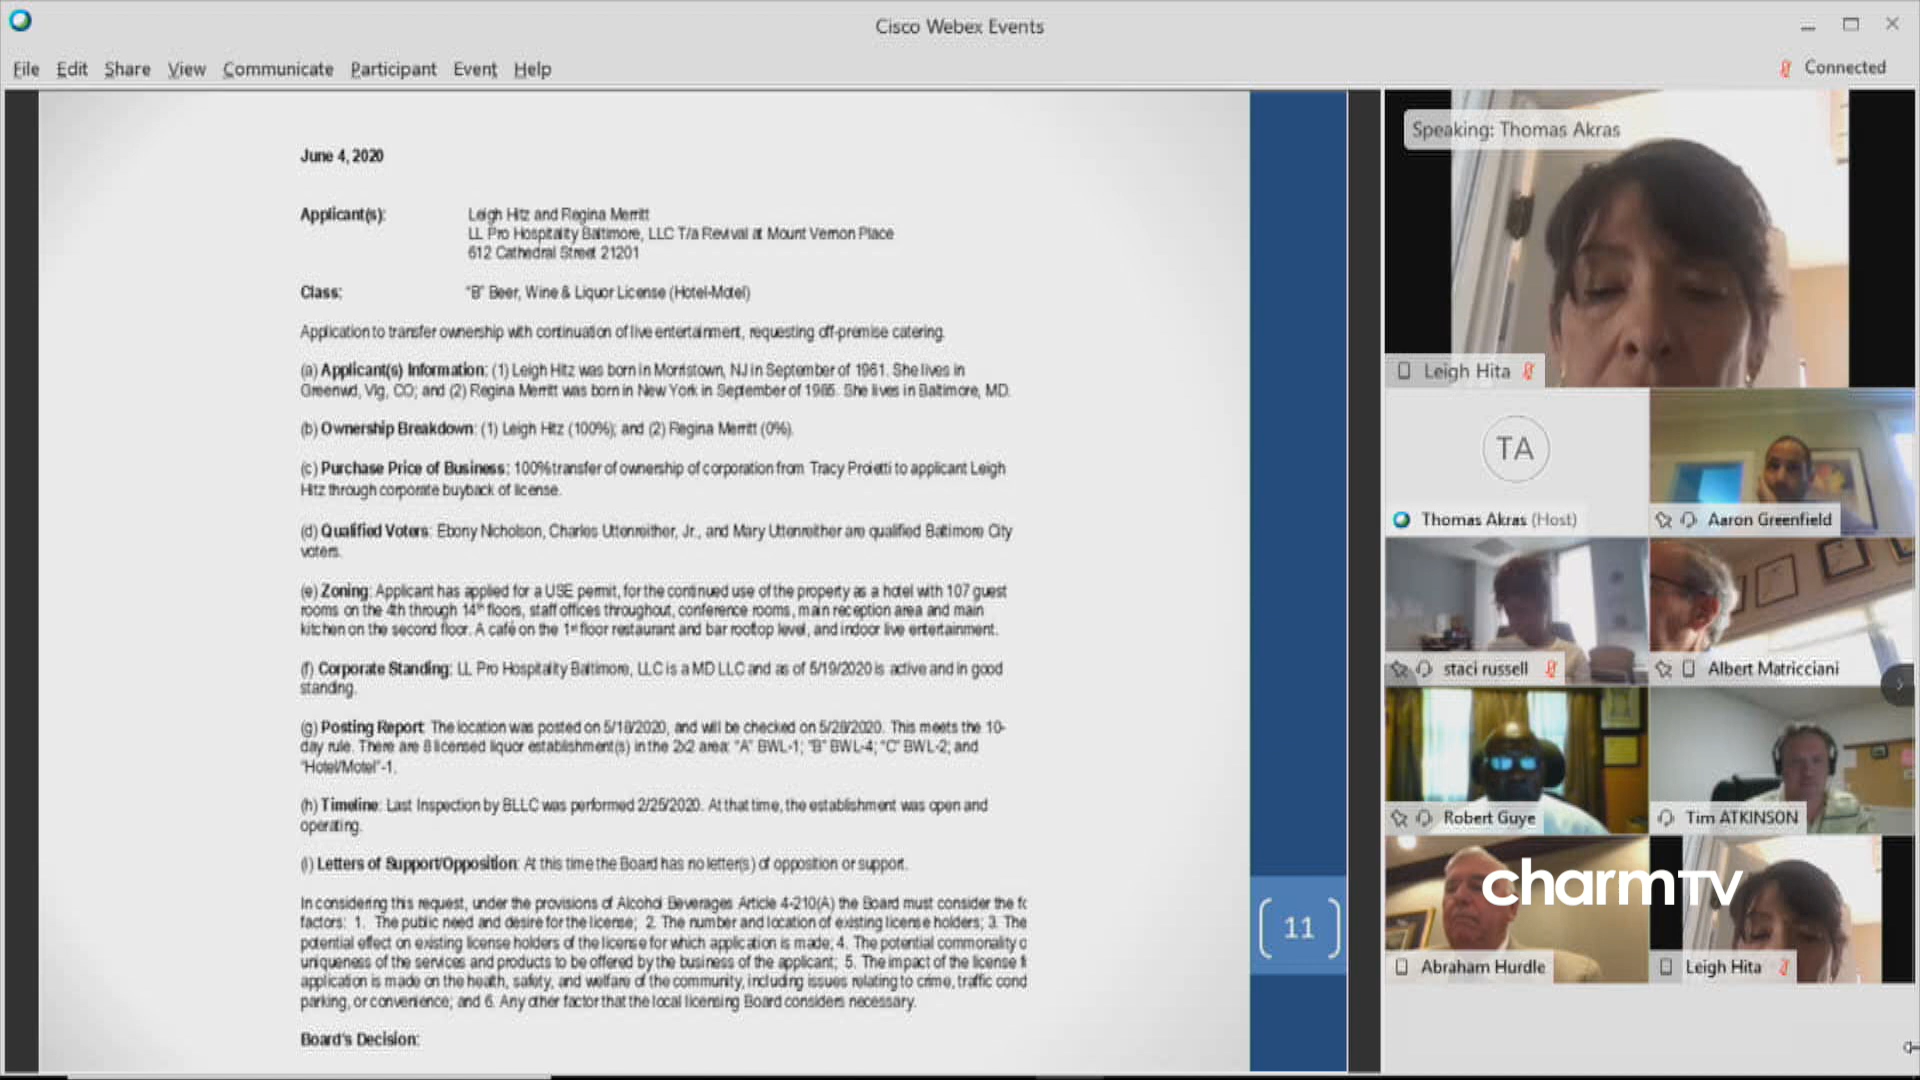 Cisco Webex Events
File Edit Share View Communicate Participant Event Help
Connected
June 4, 2020
Applicant(s): Leigh Hitz and Regina Merritt
LL Pro Hospitality Baltimore, LLC T/a Revival at Mount Vernon Place
612 Cathedral Street 21201
Class: "B" Beer, Wine & Liquor License (Hotel-Motel)
Application to transfer ownership with continuation of live entertainment, requesting off-premise catering.
(a) Applicant(s) Information: (1) Leigh Hitz was born in Morristown, NJ in September of 1961. She lives in
Greenwd, Vlg, CO; and (2) Regina Merritt was born in New York in September of 1985. She lives in Baltimore, MD.
(b) Ownership Breakdown: (1) Leigh Hitz (100%); and (2) Regina Merritt (0%).
(c) Purchase Price of Business: 100% transfer of ownership of corporation from Tracy Proietti to applicant Leigh
Hitz through corporate buyback of license.
(d) Qualified Voters: Ebony Nicholson, Charles Uttenreither, Jr., and Mary Uttenreither are qualified Baltimore City
voters.
(e) Zoning: Applicant has applied for a USE permit, for the continued use of the property as a hotel with 107 guest
rooms on the 4th through 14th floors, staff offices throughout, conference rooms, main reception area and main
kitchen on the second floor. A café on the 1st floor restaurant and bar rooftop level, and indoor live entertainment.
(f) Corporate Standing: LL Pro Hospitality Baltimore, LLC is a MD LLC and as of 5/19/2020 is active and in good
standing.
(g) Posting Report: The location was posted on 5/18/2020, and will be checked on 5/28/2020. This meets the 10-
day rule. There are 8 licensed liquor establishment(s) in the 2x2 area: "A" BWL-1; "B" BWL-4; "C" BWL-2; and
"Hotel/Motel"-1.
(h) Timeline: Last Inspection by BLLC was performed 2/25/2020. At that time, the establishment was open and
operating.
(i) Letters of Support/Opposition: At this time the Board has no letter(s) of opposition or support.
In considering this request, under the provisions of Alcohol Beverages Article 4-210(A) the Board must consider the fo
factors: 1. The public need and desire for the license; 2. The number and location of existing license holders; 3. The
potential effect on existing license holders of the license for which application is made; 4. The potential commonality o
uniqueness of the services and products to be offered by the business of the applicant; 5. The impact of the license f
application is made on the health, safety, and welfare of the community, including issues relating to crime, traffic cond
parking, or convenience; and 6. Any other factor that the local licensing Board considers necessary.
Board's Decision:
11
Speaking: Thomas Akras
Leigh Hita
TA
Thomas Akras (Host)
Aaron Greenfield
staci russell
Albert Matricciani
Robert Guye
Tim ATKINSON
charmTV
Abraham Hurdle
Leigh Hita